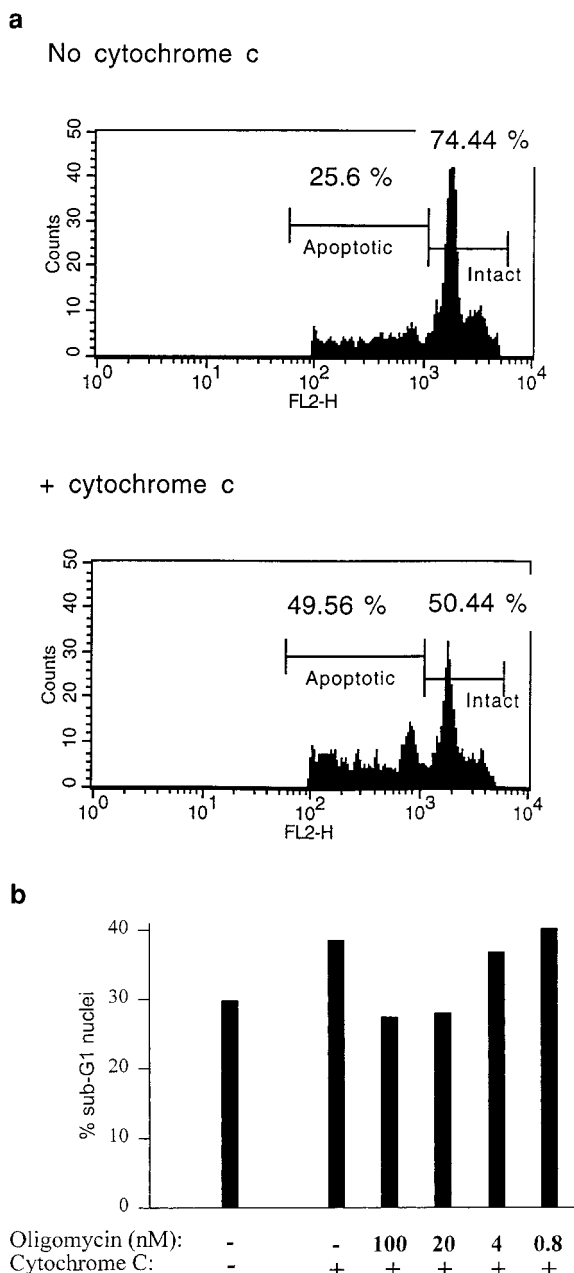 a
No cytochrome c
50
40
30
20
10
0
Counts
74.44 %
25.6 %
Apoptotic
Intact
10^0 10^1 10^2 10^3 10^4
FL2-H
+ cytochrome c
50
40
30
20
10
0
Counts
49.56 % 50.44 %
Apoptotic
Intact
10^0 10^1 10^2 10^3 10^4
FL2-H
b
40
30
20
10
0
% sub-G1 nuclei
Oligomycin (nM): - - 100 20 4 0.8
Cytochrome C: - + + + + +